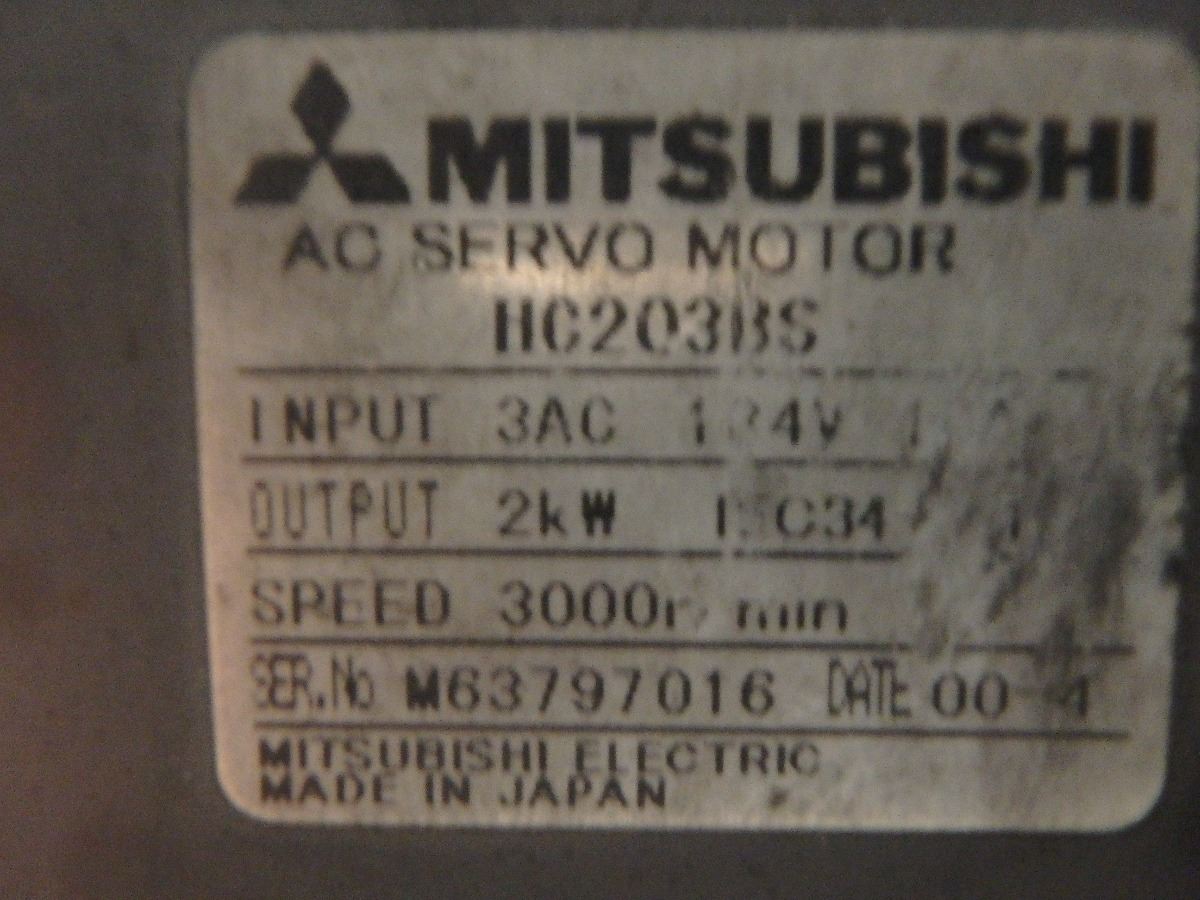 MITSUBISHI
AC SERVO MOTOR
HC203BS
INPUT 3AC
OUTPUT 2kW
SPEED 3000r/min
SER.No M63797016 DATE 00-4
MITSUBISHI ELECTRIC
MADE IN JAPAN